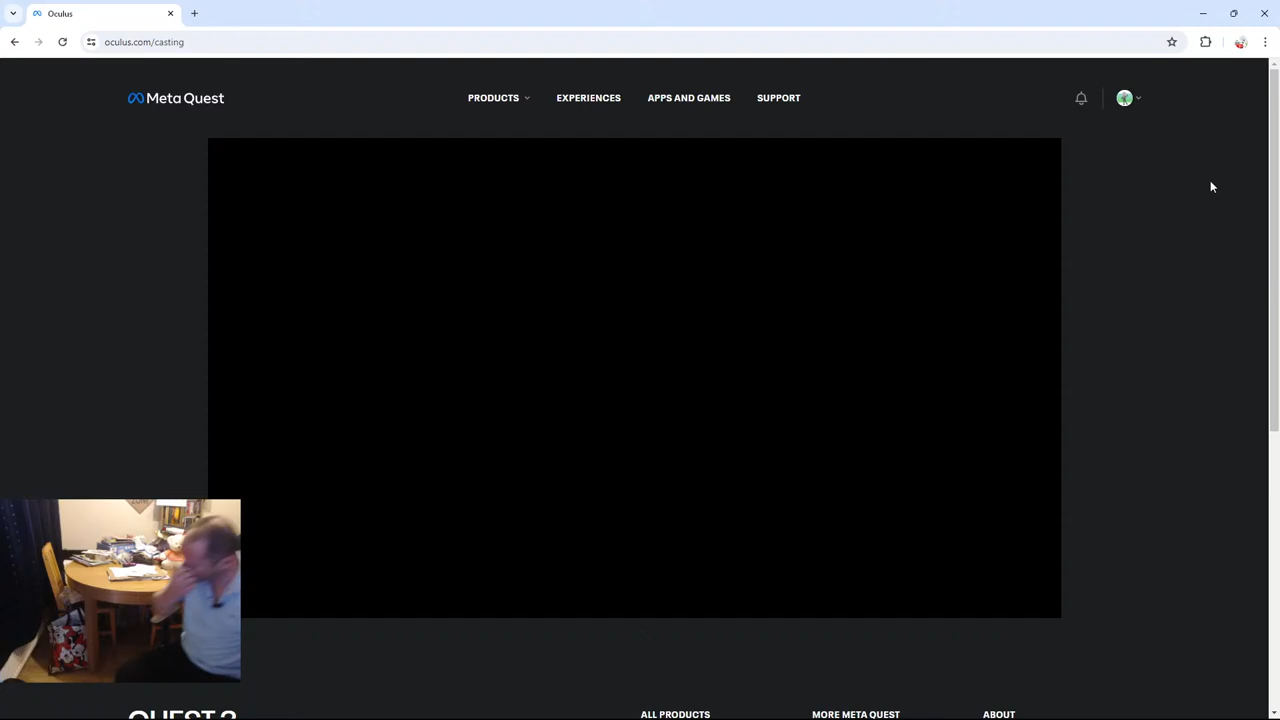 Oculus
oculus.com/casting
Meta Quest
PRODUCTS
EXPERIENCES
APPS AND GAMES
SUPPORT
ALL PRODUCTS
MORE META QUEST
ABOUT